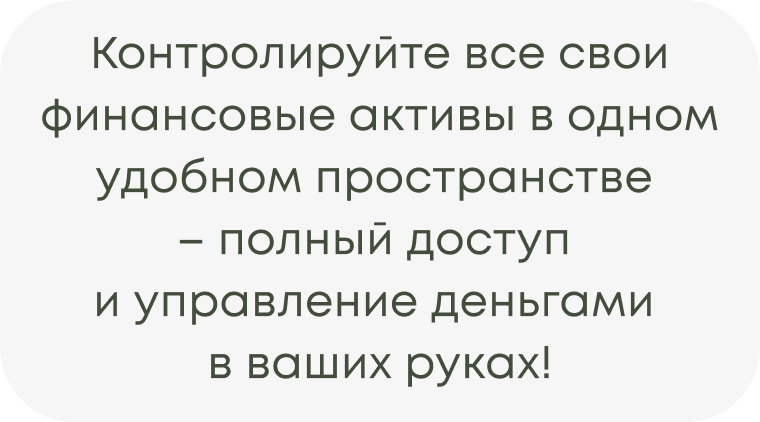 Контролируйте все свои
финансовые активы в одном
удобном пространстве
– полный доступ
и управление деньгами
в ваших руках!